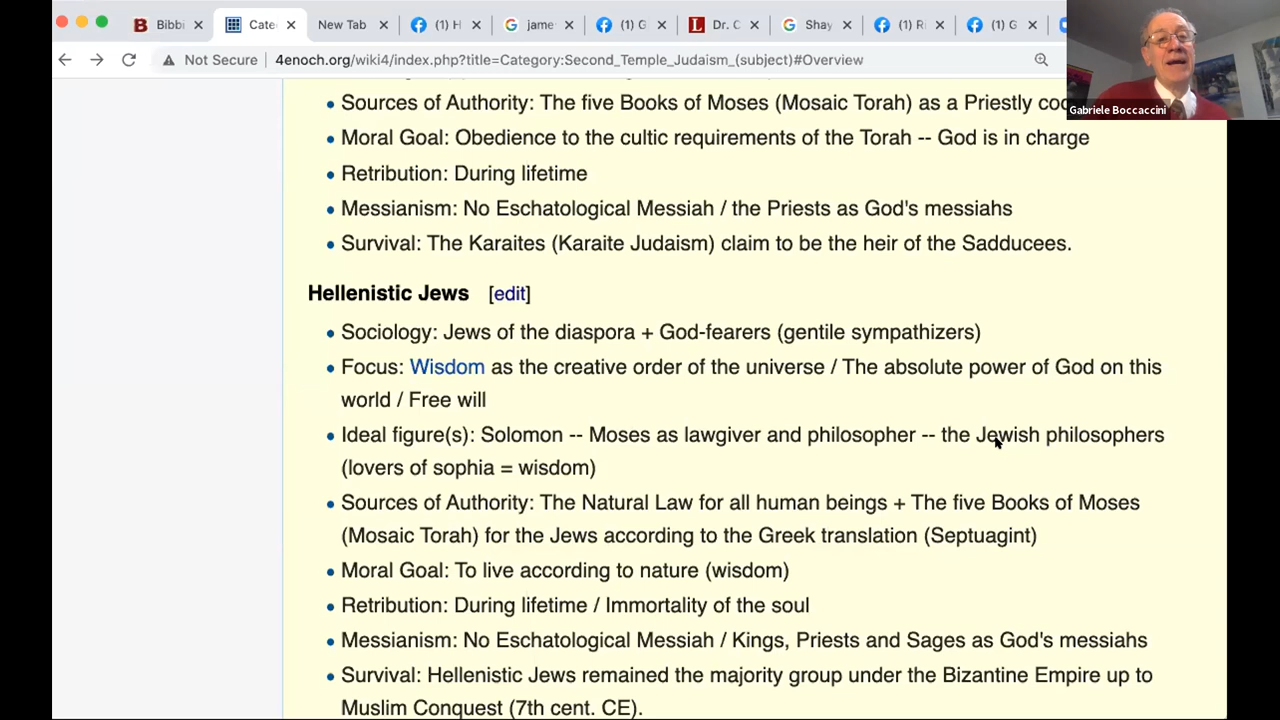 Bibbi
Cate
New Tab
(1) H
jame
(1) G
Dr. C
Shay
(1) R
(1) G
Not Secure
4enoch.org/wiki4/index.php?title=Category:Second_Temple_Judaism_(subject)#Overview
Gabriele Boccaccini
Sources of Authority: The five Books of Moses (Mosaic Torah) as a Priestly co
Moral Goal: Obedience to the cultic requirements of the Torah -- God is in charge
Retribution: During lifetime
Messianism: No Eschatological Messiah / the Priests as God's messiahs
Survival: The Karaites (Karaite Judaism) claim to be the heir of the Sadducees.
Hellenistic Jews [edit]
Sociology: Jews of the diaspora + God-fearers (gentile sympathizers)
Focus: Wisdom as the creative order of the universe / The absolute power of God on this
world / Free will
Ideal figure(s): Solomon -- Moses as lawgiver and philosopher -- the Jewish philosophers
(lovers of sophia = wisdom)
Sources of Authority: The Natural Law for all human beings + The five Books of Moses
(Mosaic Torah) for the Jews according to the Greek translation (Septuagint)
Moral Goal: To live according to nature (wisdom)
Retribution: During lifetime / Immortality of the soul
Messianism: No Eschatological Messiah / Kings, Priests and Sages as God's messiahs
Survival: Hellenistic Jews remained the majority group under the Bizantine Empire up to
Muslim Conquest (7th cent. CE).